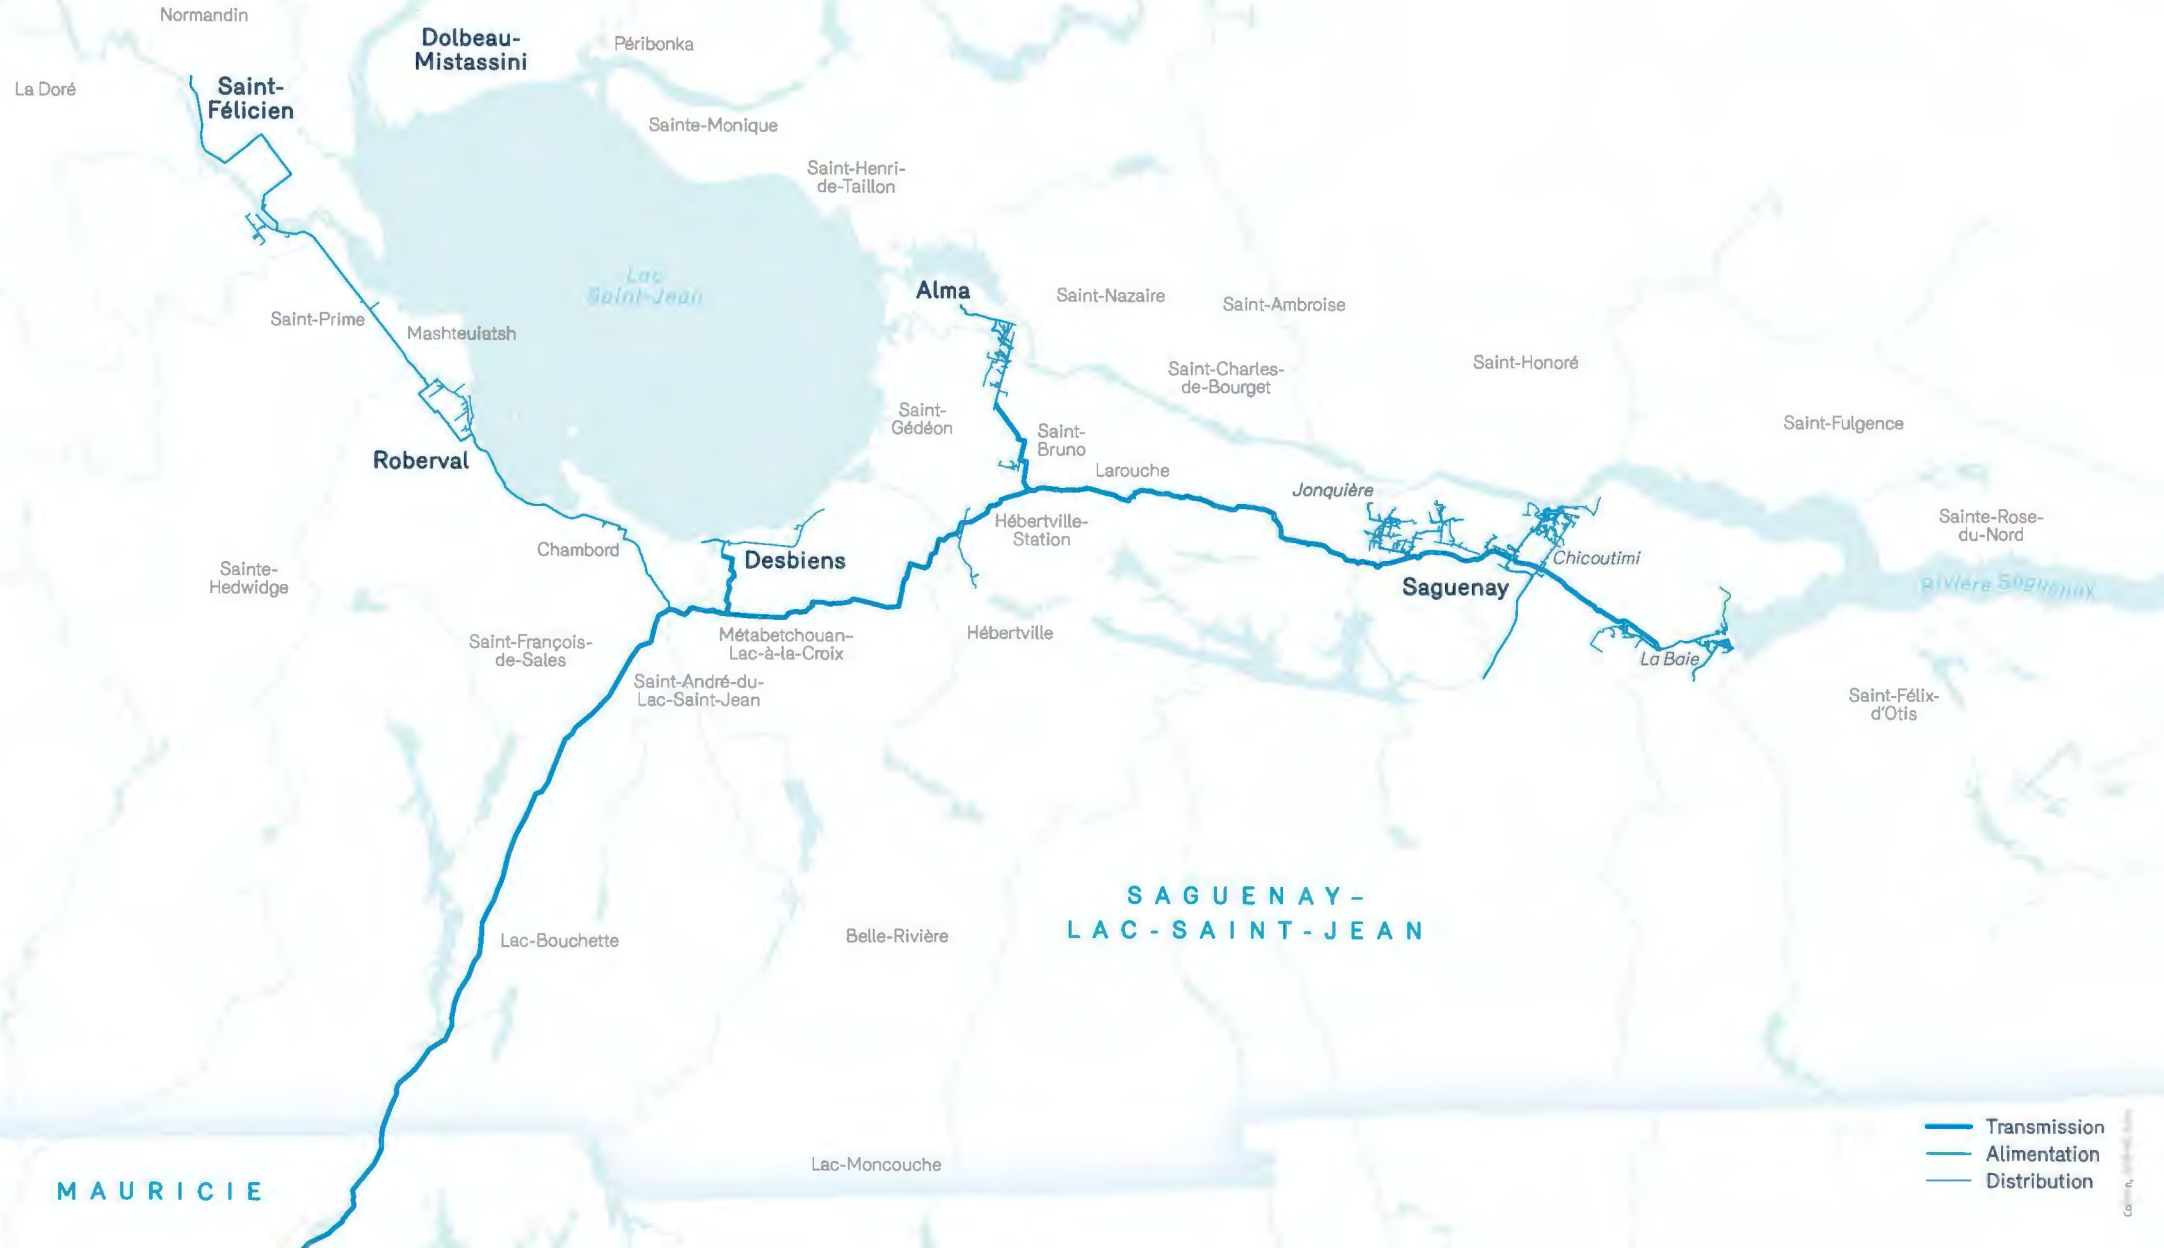 Normandin
Dolbeau-
Mistassini
Péribonka
La Doré
Saint-
Félicien
Sainte-Monique
Saint-Henri-
de-Taillon
Lac
Saint-Jean
Alma
Saint-Nazaire
Saint-Ambroise
Saint-Prime
Mashteuiatsh
Saint-Honoré
Saint-Charles-
de-Bourget
Saint-
Gédéon
Saint-Fulgence
Saint-
Bruno
Roberval
Larouche
Jonquière
Hébertville-
Station
Sainte-Rose-
du-Nord
Chambord
Desbiens
Chicoutimi
Sainte-
Hedwidge
Saguenay
Rivière Saguenay
Saint-François-
de-Sales
Métabetchouan-
Lac-à-la-Croix
Hébertville
La Baie
Saint-André-du-
Lac-Saint-Jean
Saint-Félix-
d'Otis
SAGUENAY-
LAC-SAINT-JEAN
Lac-Bouchette
Belle-Rivière
Transmission
Alimentation
Distribution
Lac-Moncouche
MAURICIE